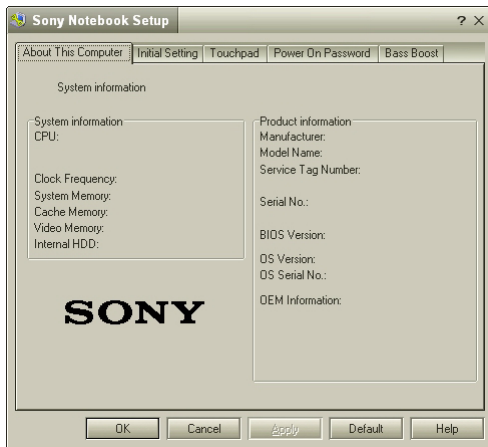 Sony Notebook Setup
About This Computer Initial Setting Touchpad Power On Password Bass Boost
System information
System information
CPU:
Clock Frequency:
System Memory:
Cache Memory:
Video Memory:
Internal HDD:
Product information
Manufacturer:
Model Name:
Service Tag Number:
Serial No.:
BIOS Version:
OS Version:
OS Serial No.:
OEM Information:
SONY
OK Cancel Apply Default Help